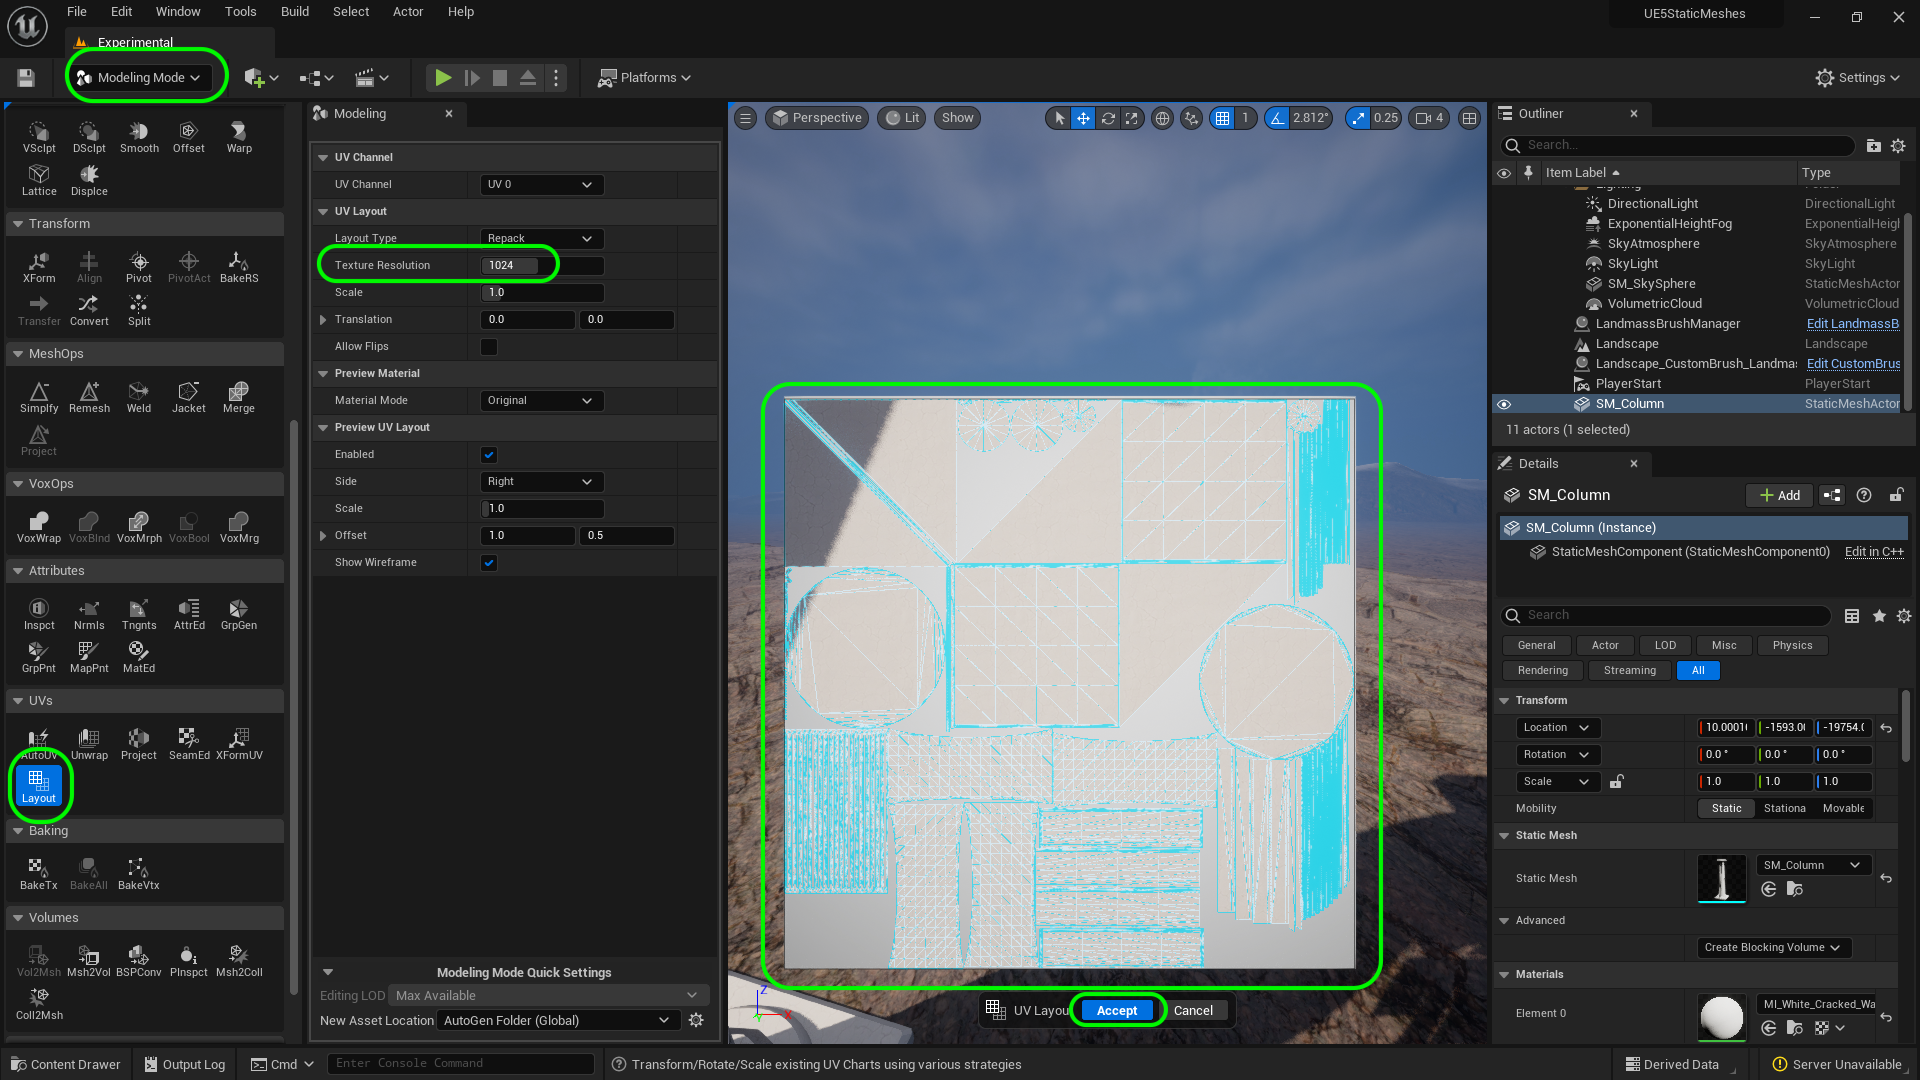 File Edit Window Tools Build Select Actor Help
UE5StaticMeshes
Experimental
Modeling Mode
Platforms
Settings
VSclpt DSclpt Smooth Offset Warp
Lattice Displce
Transform
XForm Align Pivot PivotAct BakeRS
Transfer Convert Split
MeshOps
Simplfy Remesh Weld Jacket Merge
Project
VoxOps
VoxWrap VoxBlnd VoxMrph VoxBool VoxMrg
Attributes
Inspct Nrmls Tngnts AttrEd GrpGen
GrpPnt MapPnt MatEd
UVs
AutoUV Unwrap Project SeamEd XFormUV
Layout
Baking
BakeTx BakeAll BakeVtx
Volumes
Vol2Msh Msh2Vol BSPConv PInspct Msh2Coll
Coll2Msh
Modeling
UV Channel
UV Channel UV 0
UV Layout
Layout Type Repack
Texture Resolution 1024
Scale 1.0
Translation 0.0 0.0
Allow Flips
Preview Material
Material Mode Original
Preview UV Layout
Enabled
Side Right
Scale 1.0
Offset 1.0 0.5
Show Wireframe
Modeling Mode Quick Settings
Editing LOD Max Available
New Asset Location AutoGen Folder (Global)
Perspective Lit Show 1 2.812° 0.25 4
Z
X
Y
UV Layou Accept Cancel
Outliner
Search...
Item Label Type
Lighting Folder
DirectionalLight DirectionalLight
ExponentialHeightFog ExponentialHeigl
SkyAtmosphere SkyAtmosphere
SkyLight SkyLight
SM_SkySphere StaticMeshActor
VolumetricCloud VolumetricCloud
LandmassBrushManager Edit LandmassB
Landscape Landscape
Landscape_CustomBrush_Landma Edit CustomBrus
PlayerStart PlayerStart
SM_Column StaticMeshActor
11 actors (1 selected)
Details
SM_Column Add
SM_Column (Instance)
StaticMeshComponent (StaticMeshComponent0) Edit in C++
Search
General Actor LOD Misc Physics
Rendering Streaming All
Transform
Location 10.0001 -1593.0 -19754.
Rotation 0.0 ° 0.0 ° 0.0 °
Scale 1.0 1.0 1.0
Mobility Static Stationa Movable
Static Mesh
Static Mesh SM_Column
Advanced
Create Blocking Volume
Materials
Element 0 MI_White_Cracked_Wa
Content Drawer Output Log Cmd Enter Console Command Transform/Rotate/Scale existing UV Charts using various strategies Derived Data Server Unavailable